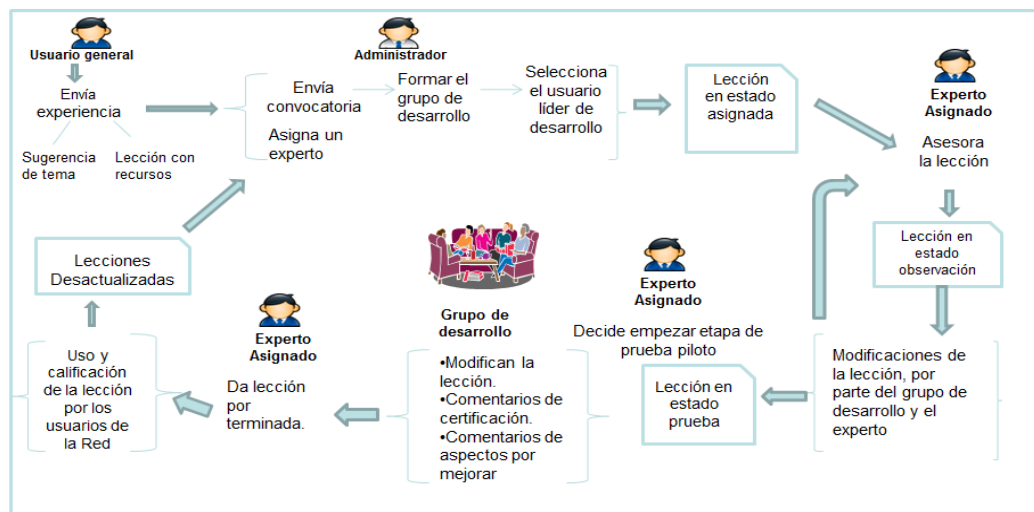 Usuario general
Envía
experiencia
Sugerencia
de tema
Lección con
recursos
Administrador
Envía
convocatoria
Asigna un
experto
Formar el
grupo de
desarrollo
Selecciona
el usuario
líder de
desarrollo
Lección
en estado
asignada
Experto
Asignado
Asesora
la lección
Lección en
estado
observación
Modificaciones de
la lección, por
parte del grupo de
desarrollo y el
experto
Experto
Asignado
Decide empezar etapa de
prueba piloto
Lección en
estado
prueba
Grupo de
desarrollo
•Modifican la
lección.
•Comentarios de
certificación.
•Comentarios de
aspectos por
mejorar
Experto
Asignado
Da lección
por
terminada.
Uso y
calificación
de la lección
por los
usuarios de
la Red
Lecciones
Desactualizadas